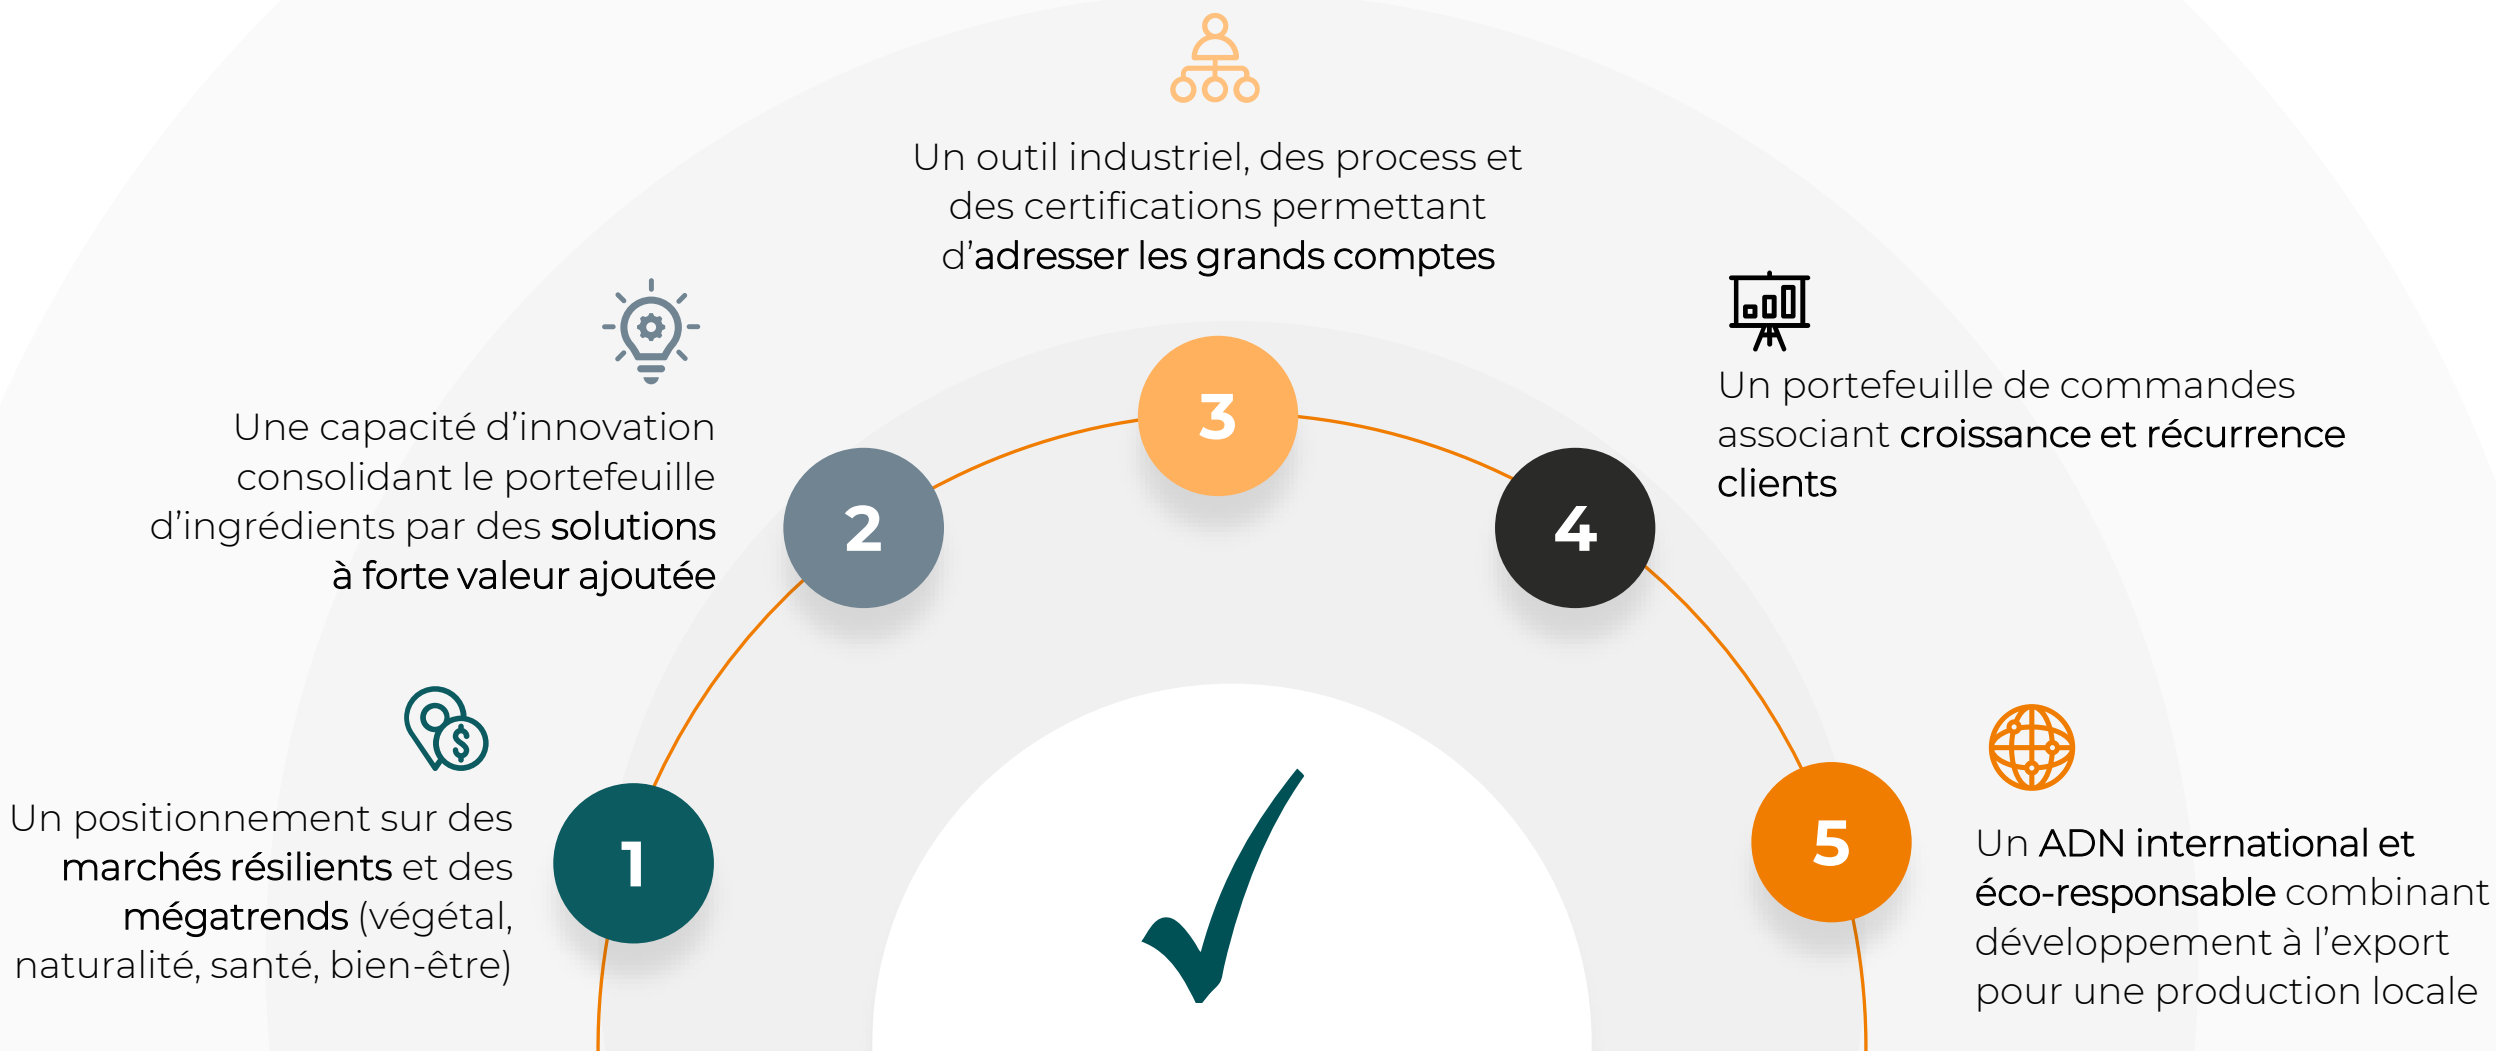 1
Un positionnement sur des
marchés résilients et des
mégatrends (végétal,
naturalité, santé, bien-être)
2
Une capacité d’innovation
consolidant le portefeuille
d’ingrédients par des solutions
à forte valeur ajoutée
3
Un outil industriel, des process et
des certifications permettant
d’adresser les grands comptes
4
Un portefeuille de commandes
associant croissance et récurrence
clients
5
Un ADN international et
éco-responsable combinant
développement à l’export
pour une production locale